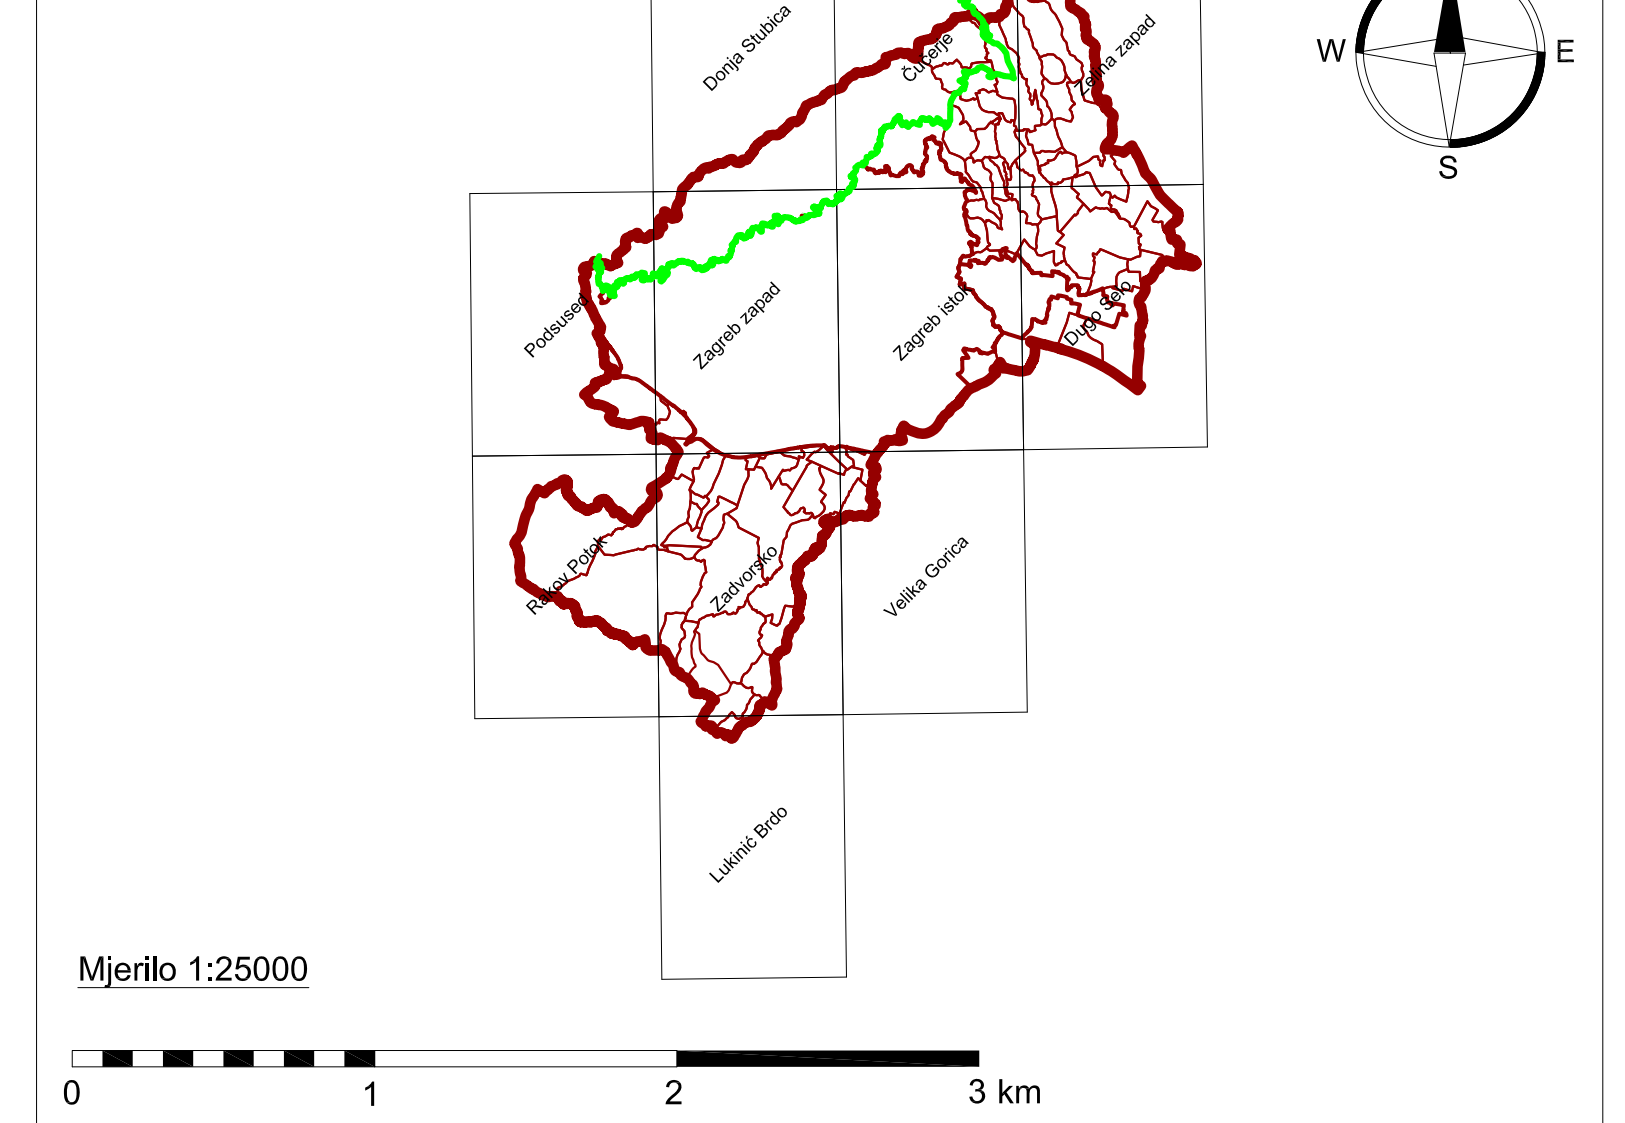 Donja Stubica
Čučerje
Zelina zapad
W
E
S
Podsused
Zagreb zapad
Zagreb istok
Dugo Selo
Rakov Potok
Zadvorsko
Velika Gorica
Lukinić Brdo
Mjerilo 1:25000
0
1
2
3 km